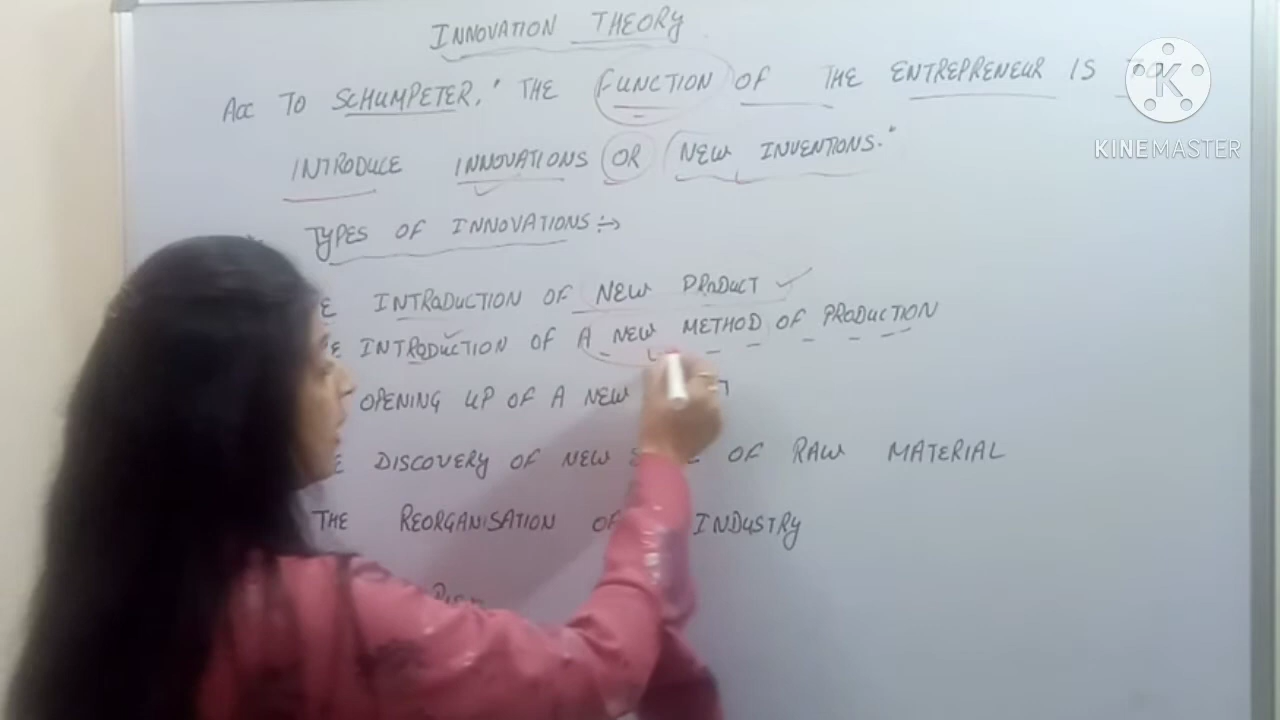 INNOVATION THEORY
ACC TO SCHUMPETER. "THE FUNCTION OF THE ENTREPRENEUR IS
INTRODUCE INNOVATIONS OR NEW INVENTIONS."
TYPES OF INNOVATIONS :→
INTRODUCTION OF NEW PRODUCT ✓
INTRODUCTION OF A NEW METHOD OF PRODUCTION
OPENING UP OF A NEW
DISCOVERY OF NEW OF RAW MATERIAL
THE REORGANISATION OF INDUSTRY
K
KINEMASTER